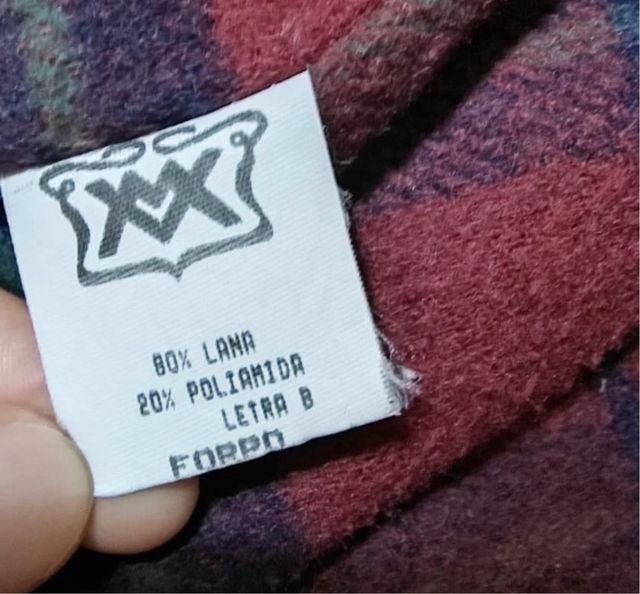 80% LANA
20% POLIAMIDA
LETRA B
FORRO